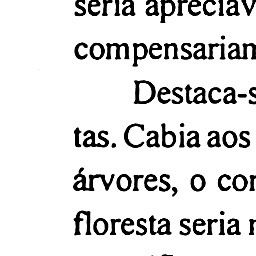 seria apreciav
compensariam
Destaca-s
tas. Cabia aos
árvores, o con
floresta seria